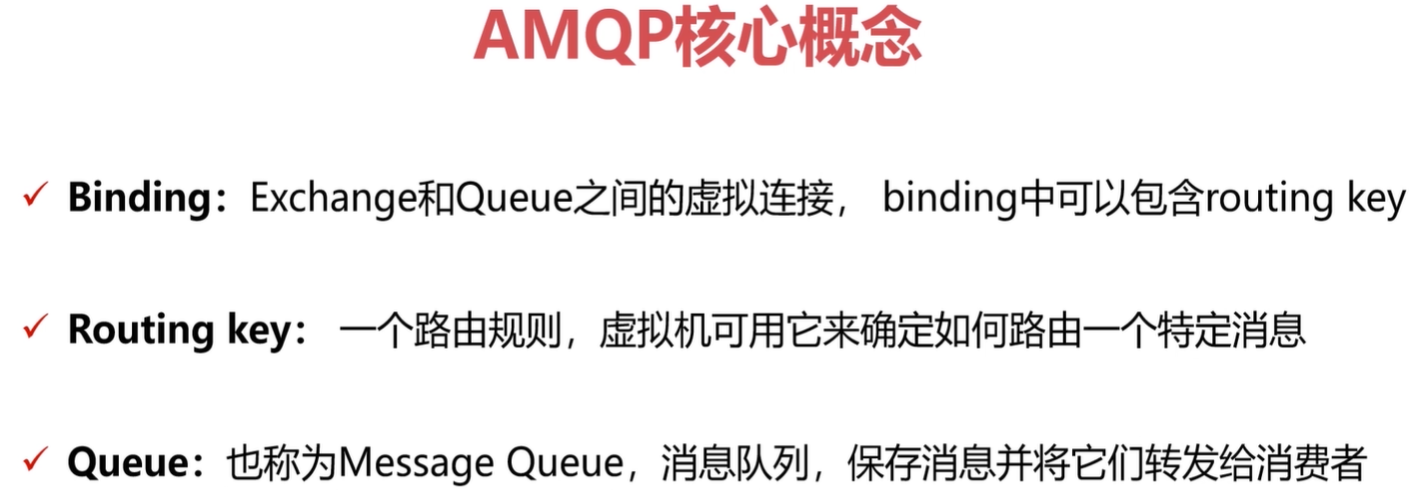 AMQP核心概念
Binding：Exchange和Queue之间的虚拟连接， binding中可以包含routing key
Routing key： 一个路由规则，虚拟机可用它来确定如何路由一个特定消息
Queue：也称为Message Queue，消息队列，保存消息并将它们转发给消费者